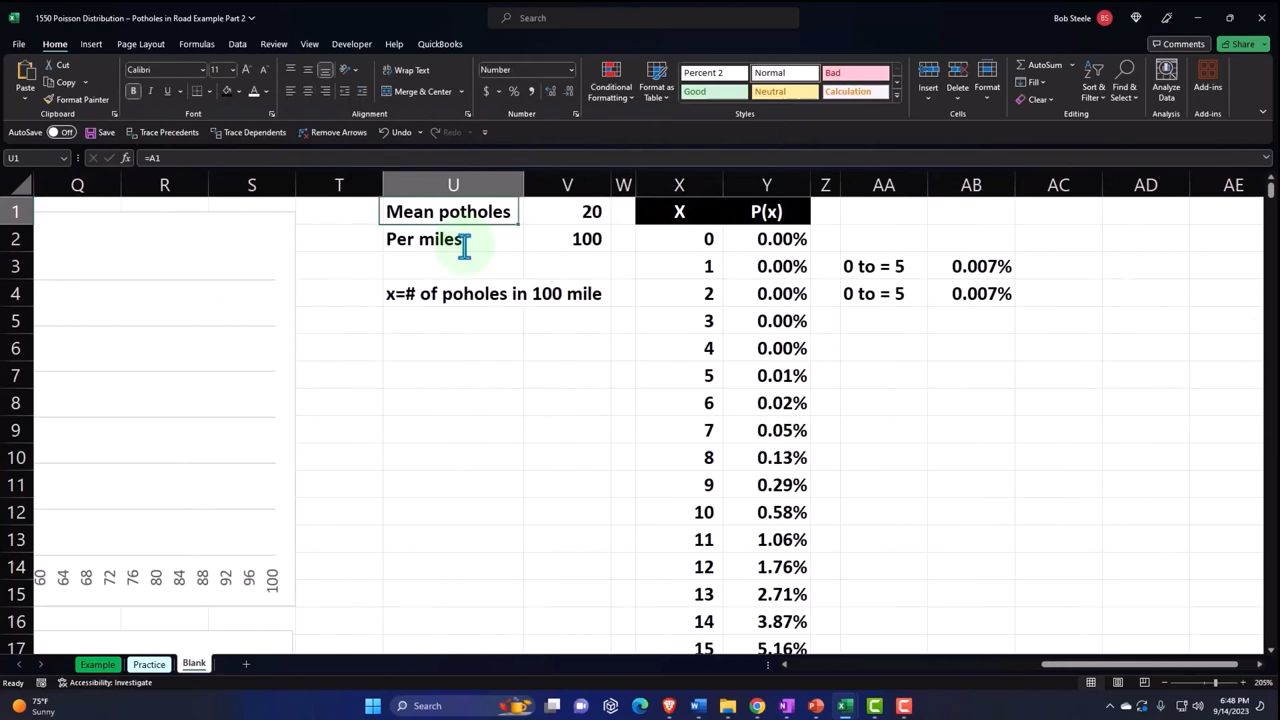 1550 Poisson Distribution – Potholes in Road Example Part 2
Search
Bob Steele BS
File Home Insert Page Layout Formulas Data Review View Developer Help QuickBooks Comments Share
Paste Cut Copy Format Painter Clipboard
Calibri 11 B I U A Font
Wrap Text Merge & Center Alignment
Number $ % Number
Conditional Formatting Format as Table
Percent 2 Normal Bad
Good Neutral Calculation
Styles
Insert Delete Format Cells
AutoSum Fill Clear Sort & Filter Find & Select Editing
Analyze Data Analysis
Add-ins Add-ins
AutoSave Off Save Trace Precedents Trace Dependents Remove Arrows Undo Redo
U1 fx =A1
Q R S T U V W X Y Z AA AB AC AD AE
1 Mean potholes 20 X P(x)
2 Per miles 100 0 0.00%
3 1 0.00% 0 to = 5 0.007%
4 x=# of poholes in 100 mile 2 0.00% 0 to = 5 0.007%
5 3 0.00%
6 4 0.00%
7 5 0.01%
8 6 0.02%
9 7 0.05%
10 8 0.13%
11 9 0.29%
12 10 0.58%
13 11 1.06%
14 12 1.76%
15 13 2.71%
16 14 3.87%
17 15 5.16%
60 64 68 72 76 80 84 88 92 96 100
Example Practice Blank
Ready Accessibility: Investigate 205%
75°F
Sunny
Search
6:48 PM
9/14/2023